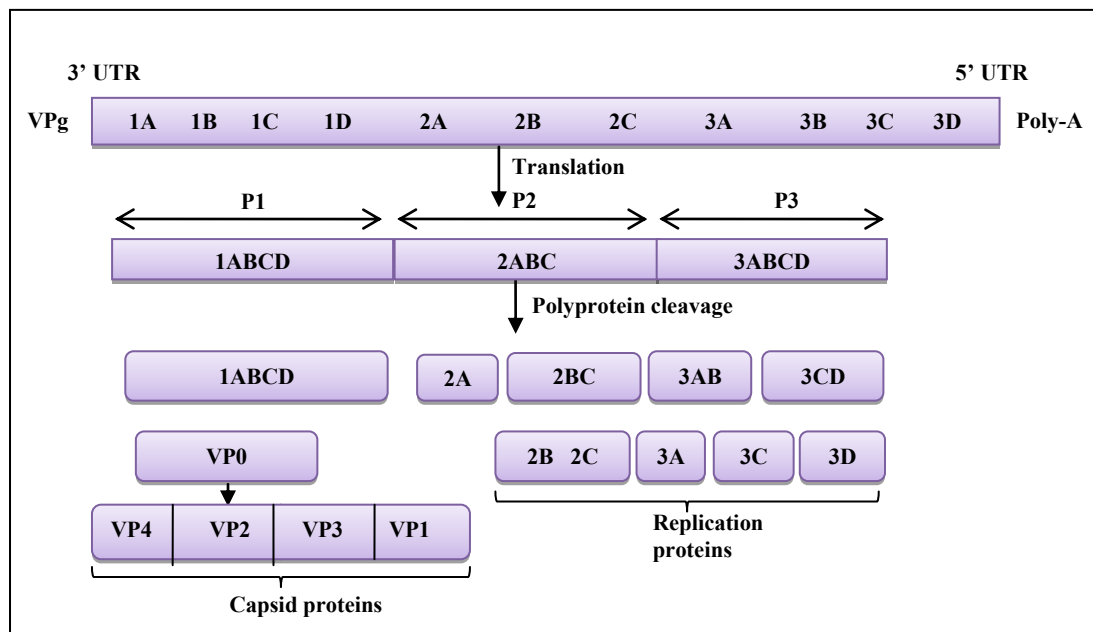 3’ UTR 5’ UTR
VPg 1A 1B 1C 1D 2A 2B 2C 3A 3B 3C 3D Poly-A
Translation
P1 P2 P3
1ABCD 2ABC 3ABCD
Polyprotein cleavage
1ABCD 2A 2BC 3AB 3CD
VP0 2B 2C 3A 3C 3D
VP4 VP2 VP3 VP1
Replication
proteins
Capsid proteins